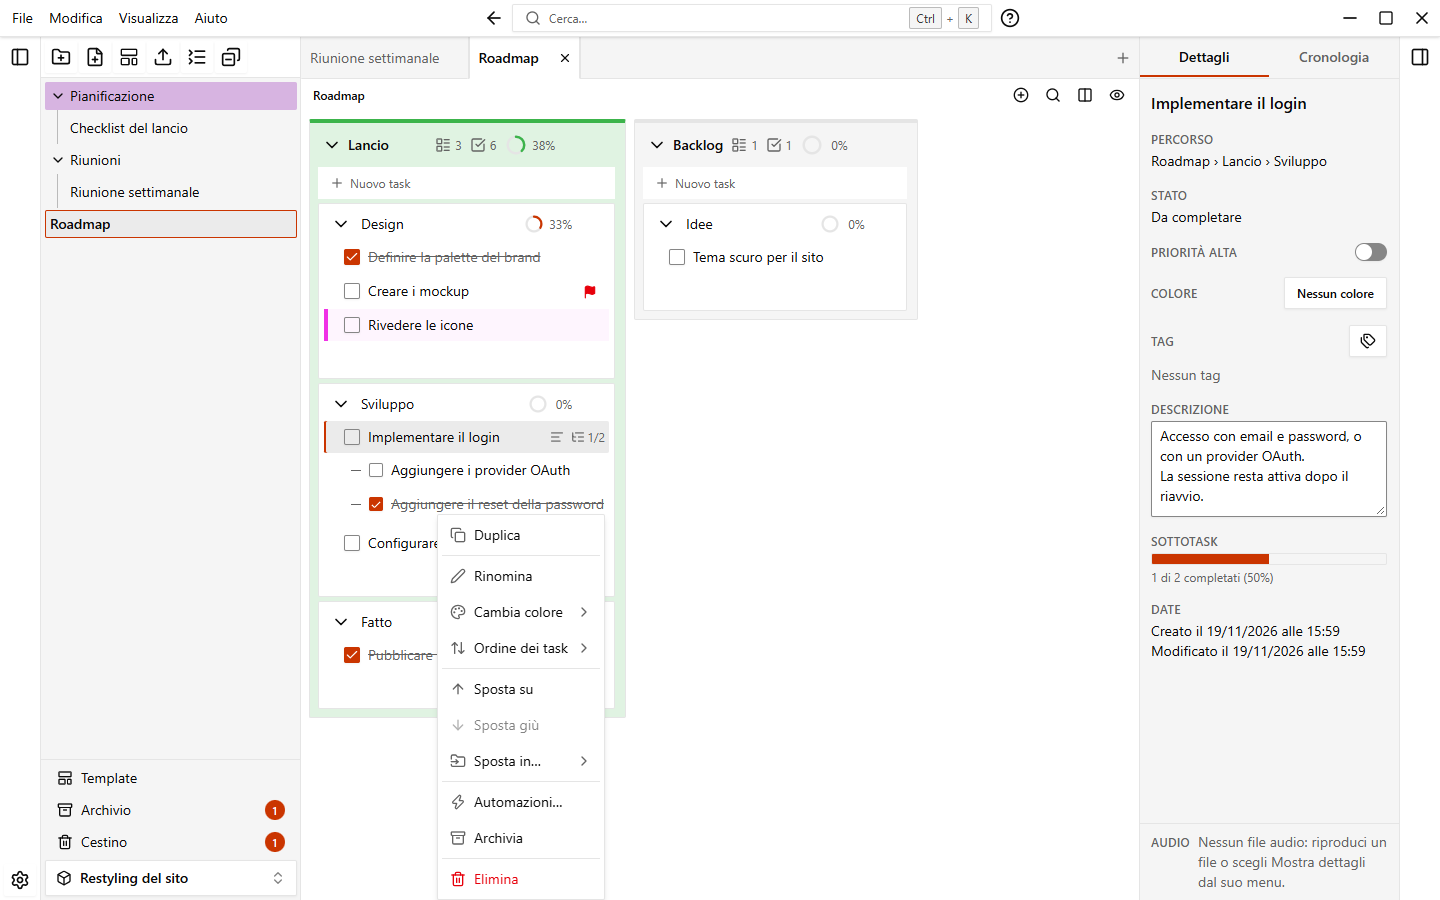 File Modifica Visualizza Aiuto
Cerca... Ctrl + K
Pianificazione
Checklist del lancio
Riunioni
Riunione settimanale
Roadmap
Template
Archivio 1
Cestino 1
Restyling del sito
Riunione settimanale Roadmap
Roadmap
Lancio 3 6 38%
Nuovo task
Design 33%
Definire la palette del brand
Creare i mockup
Rivedere le icone
Sviluppo 0%
Implementare il login 1/2
Aggiungere i provider OAuth
Aggiungere il reset della password
Configurare
Fatto
Pubblicare
Backlog 1 1 0%
Nuovo task
Idee 0%
Tema scuro per il sito
Duplica
Rinomina
Cambia colore
Ordine dei task
Sposta su
Sposta giù
Sposta in...
Automazioni...
Archivia
Elimina
Dettagli Cronologia
Implementare il login
PERCORSO
Roadmap › Lancio › Sviluppo
STATO
Da completare
PRIORITÀ ALTA
COLORE Nessun colore
TAG
Nessun tag
DESCRIZIONE
Accesso con email e password, o
con un provider OAuth.
La sessione resta attiva dopo il
riavvio.
SOTTOTASK
1 di 2 completati (50%)
DATE
Creato il 19/11/2026 alle 15:59
Modificato il 19/11/2026 alle 15:59
AUDIO Nessun file audio: riproduci un
file o scegli Mostra dettagli
dal suo menu.